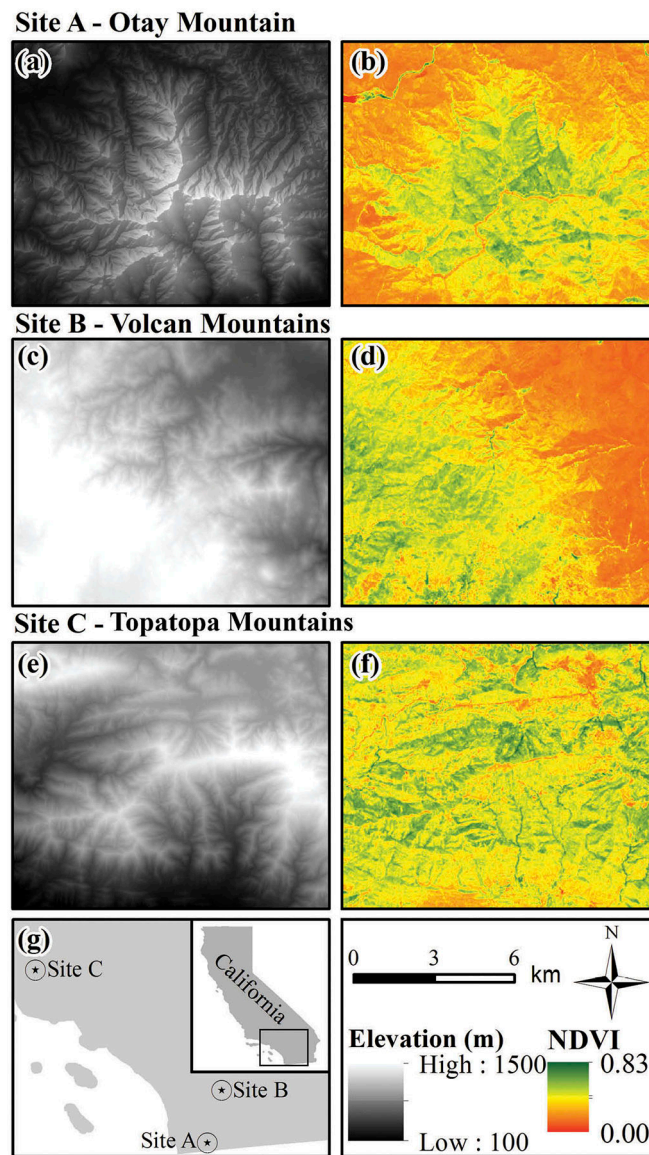 Site A - Otay Mountain
(a)
(b)
Site B - Volcan Mountains
(c)
(d)
Site C - Topatopa Mountains
(e)
(f)
(g)
Site C
California
Site B
Site A
N
0 3 6
km
Elevation (m)
High : 1500
Low : 100
NDVI
0.83
0.00